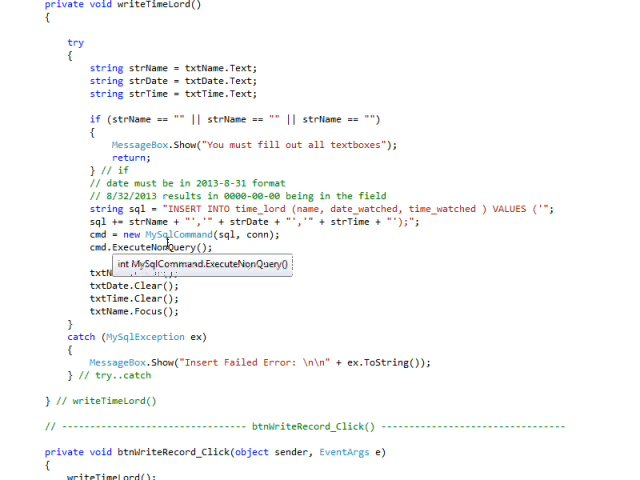 private void writeTimeLord()
{
try
{
string strName = txtName.Text;
string strDate = txtDate.Text;
string strTime = txtTime.Text;
if (strName == "" || strName == "" || strName == "")
{
MessageBox.Show("You must fill out all textboxes");
return;
} // if
// date must be in 2013-8-31 format
// 8/32/2013 results in 0000-00-00 being in the field
string sql = "INSERT INTO time_lord (name, date_watched, time_watched ) VALUES ('";
sql += strName + "','" + strDate + "','" + strTime + "');";
cmd = new MySqlCommand(sql, conn);
cmd.ExecuteNonQuery();
int MySqlCommand.ExecuteNonQuery()
txtDate.Clear();
txtTime.Clear();
txtName.Focus();
}
catch (MySqlException ex)
{
MessageBox.Show("Insert Failed Error: \n\n" + ex.ToString());
} // try..catch
} // writeTimeLord()
// ------------------------------- btnWriteRecord_Click() -------------------------------
private void btnWriteRecord_Click(object sender, EventArgs e)
{
writeTimeLord();